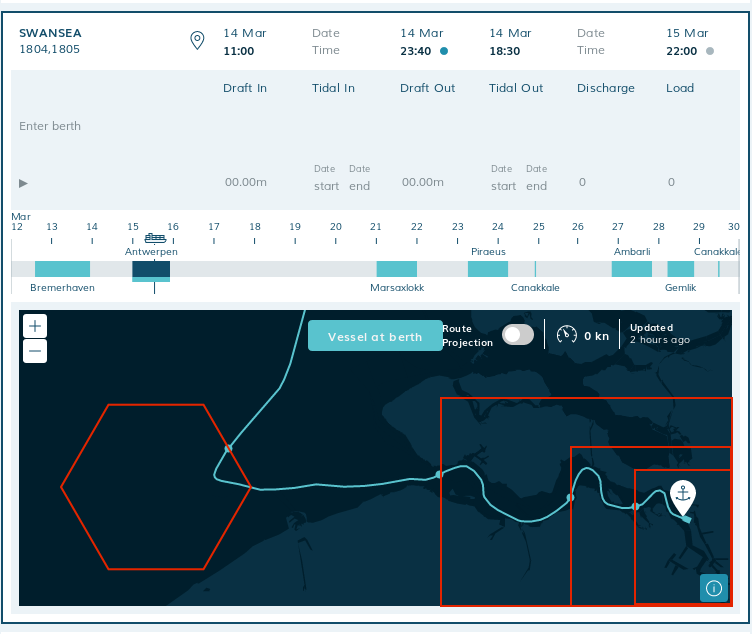 SWANSEA 14 Mar Date 14 Mar 14 Mar Date 15 Mar
1804,1805 11:00 Time 23:40 18:30 Time 22:00
Draft In Tidal In Draft Out Tidal Out Discharge Load
Enter berth
Date Date Date Date
00.00m start end 00.00m start end 0 0
Mar
12 13 14 15 16 17 18 19 20 21 22 23 24 25 26 27 28 29 30
Antwerpen Piraeus Ambarli Canakkale
Bremerhaven Marsaxlokk Canakkale Gemlik
+
−
Vessel at berth
Route
Projection
0 kn
Updated
2 hours ago